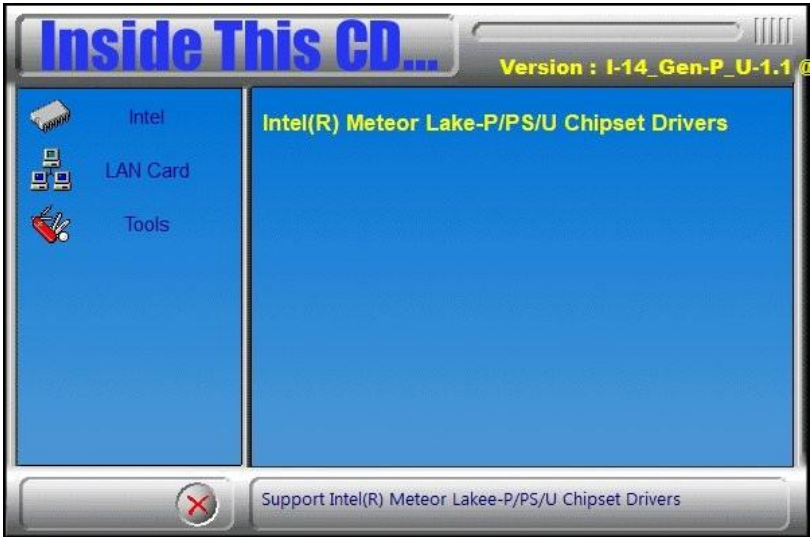 Inside This CD...
Version : I-14_Gen-P_U-1.1
Intel
LAN Card
Tools
Intel(R) Meteor Lake-P/PS/U Chipset Drivers
Support Intel(R) Meteor Lakee-P/PS/U Chipset Drivers